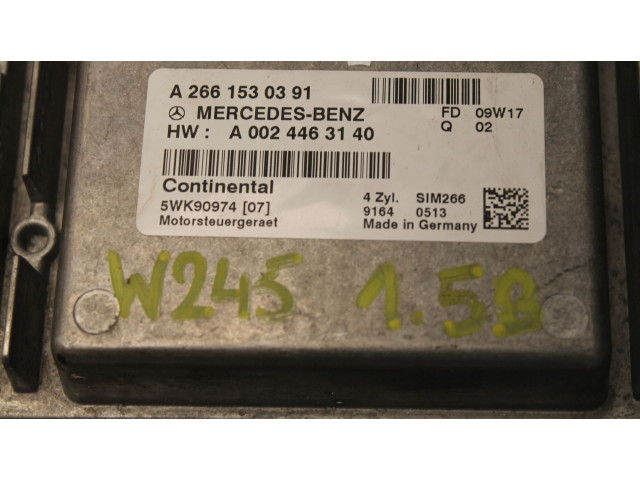 A 266 153 03 91
MERCEDES-BENZ
FD 09W17
HW : A 002 446 31 40
Q 02
Continental
5WK90974 [07]
4 Zyl. SIM266
9164 0513
Motorsteuergeraet
Made in Germany
W245 1.5B